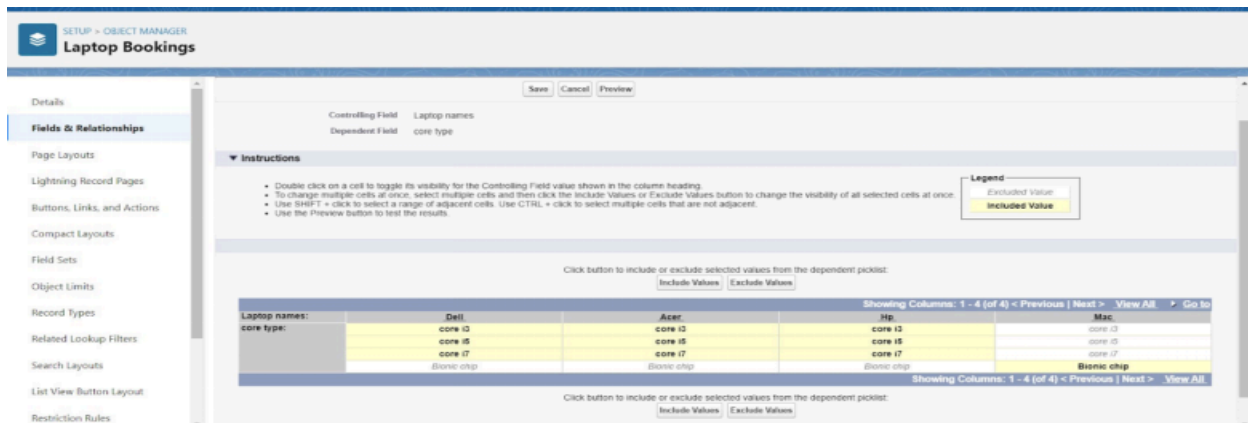 SETUP > OBJECT MANAGER
Laptop Bookings
Details
Fields & Relationships
Page Layouts
Lightning Record Pages
Buttons, Links, and Actions
Compact Layouts
Field Sets
Object Limits
Record Types
Related Lookup Filters
Search Layouts
List View Button Layout
Restriction Rules
Save Cancel Preview
Controlling Field Laptop names
Dependent Field core type
▼ Instructions
• Double click on a cell to toggle its visibility for the Controlling Field value shown in the column heading.
• To change multiple cells at once, select multiple cells and then click the Include Values or Exclude Values button to change the visibility of all selected cells at once.
• Use SHIFT + click to select a range of adjacent cells. Use CTRL + click to select multiple cells that are not adjacent.
• Use the Preview button to test the results.
Legend
Excluded Value
Included Value
Click button to include or exclude selected values from the dependent picklist:
Include Values Exclude Values
Showing Columns: 1 - 4 (of 4) < Previous | Next > View All Go to
Laptop names: Dell Acer Hp Mac
core type: core i3 core i3 core i3 core i3
core i5 core i5 core i5 core i5
core i7 core i7 core i7 core i7
Bionic chip Bionic chip Bionic chip Bionic chip
Showing Columns: 1 - 4 (of 4) < Previous | Next > View All
Click button to include or exclude selected values from the dependent picklist:
Include Values Exclude Values